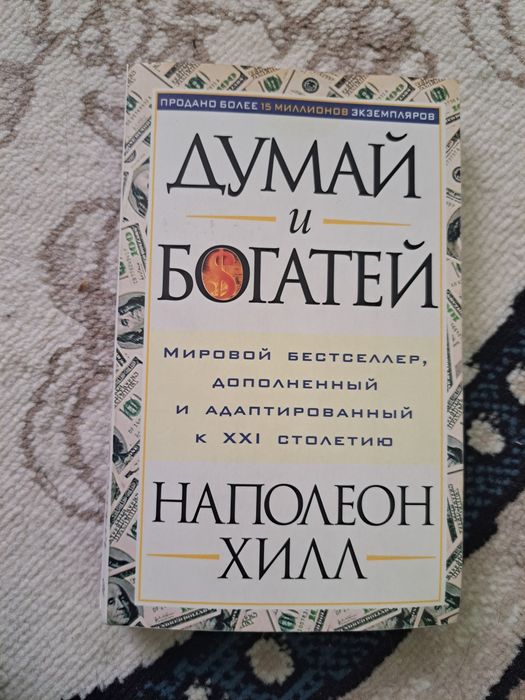 ПРОДАНО БОЛЕЕ 15 МИЛЛИОНОВ ЭКЗЕМПЛЯРОВ
ДУМАЙ
и
БОГАТЕЙ
МИРОВОЙ БЕСТСЕЛЛЕР,
ДОПОЛНЕННЫЙ
И АДАПТИРОВАННЫЙ
К XXI СТОЛЕТИЮ
НАПОЛЕОН
ХИЛЛ